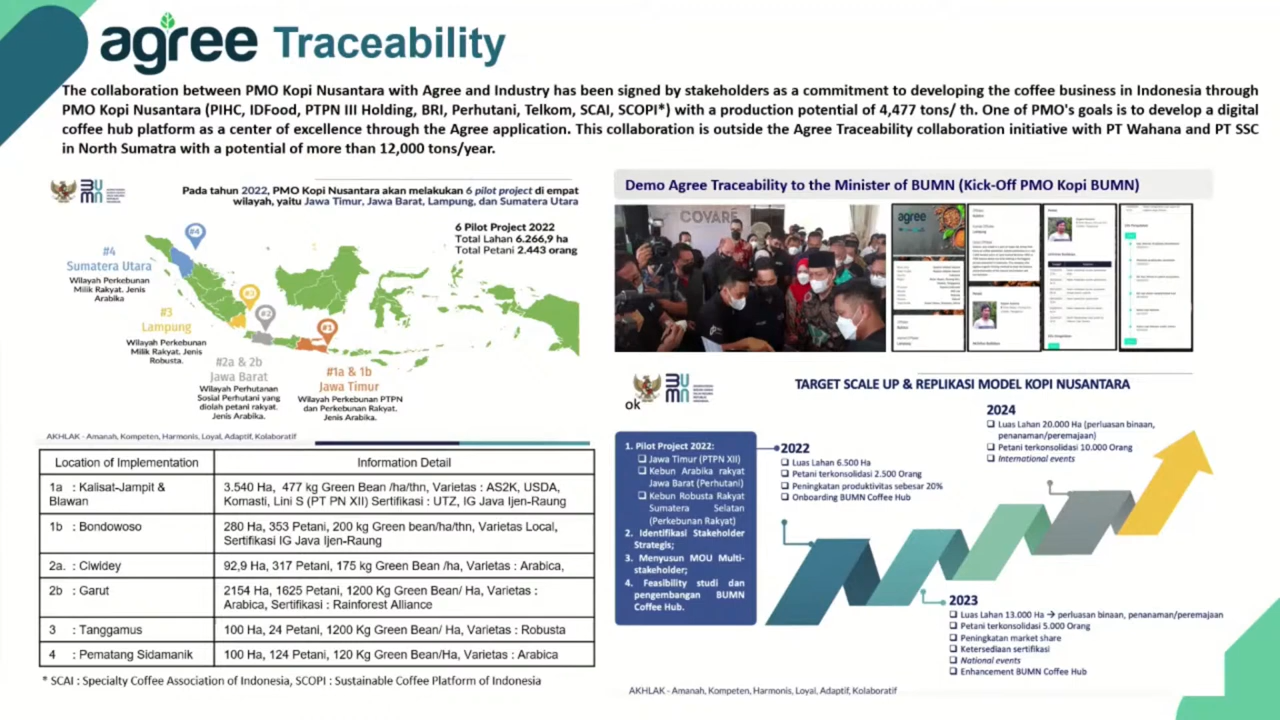 agree Traceability
The collaboration between PMO Kopi Nusantara with Agree and Industry has been signed by stakeholders as a commitment to developing the coffee business in Indonesia through
PMO Kopi Nusantara (PIHC, IDFood, PTPN III Holding, BRI, Perhutani, Telkom, SCAI, SCOPI*) with a production potential of 4,477 tons/ th. One of PMO's goals is to develop a digital
coffee hub platform as a center of excellence through the Agree application. This collaboration is outside the Agree Traceability collaboration initiative with PT Wahana and PT SSC
in North Sumatra with a potential of more than 12,000 tons/year.
BUMN
Pada tahun 2022, PMO Kopi Nusantara akan melakukan 6 pilot project di empat
wilayah, yaitu Jawa Timur, Jawa Barat, Lampung, dan Sumatera Utara
6 Pilot Project 2022
Total Lahan 6.266,9 ha
Total Petani 2.443 orang
#4
#4
Sumatera Utara
Wilayah Perkebunan
Milik Rakyat, Jenis
Arabika
#3
Lampung
Wilayah Perkebunan
Milik Rakyat, Jenis
Robusta.
#2
#2a & 2b
Jawa Barat
Wilayah Perhutanan
Sosial Perhutani yang
diolah petani rakyat.
Jenis Arabika.
#1
#1a & 1b
Jawa Timur
Wilayah Perkebunan PTPN
dan Perkebunan Rakyat.
Jenis Arabika.
AKHLAK - Amanah, Kompeten, Harmonis, Loyal, Adaptif, Kolaboratif
Location of Implementation Information Detail
1a : Kalisat-Jampit &
Blawan
3.540 Ha, 477 kg Green Bean /ha/thn, Varietas : AS2K, USDA,
Komasti, Lini S (PT PN XII) Sertifikasi : UTZ, IG Java Ijen-Raung
1b : Bondowoso
280 Ha, 353 Petani, 200 kg Green bean/ha/thn, Varietas Local,
Sertifikasi IG Java Ijen-Raung
2a. : Ciwidey 92,9 Ha, 317 Petani, 175 kg Green Bean /ha, Varietas : Arabica,
2b : Garut
2154 Ha, 1625 Petani, 1200 Kg Green Bean/ Ha, Varietas :
Arabica, Sertifikasi : Rainforest Alliance
3 : Tanggamus 100 Ha, 24 Petani, 1200 Kg Green Bean/ Ha, Varietas : Robusta
4 : Pematang Sidamanik 100 Ha, 124 Petani, 120 Kg Green Bean/Ha, Varietas : Arabica
* SCAI : Specialty Coffee Association of Indonesia, SCOPI : Sustainable Coffee Platform of Indonesia
Demo Agree Traceability to the Minister of BUMN (Kick-Off PMO Kopi BUMN)
COVARE
agree
BUMN
ok
TARGET SCALE UP & REPLIKASI MODEL KOPI NUSANTARA
1. Pilot Project 2022:
Jawa Timur (PTPN XII)
Kebun Arabika rakyat
Jawa Barat (Perhutani)
Kebun Robusta Rakyat
Sumatera Selatan
(Perkebunan Rakyat)
2. Identifikasi Stakeholder
Strategis;
3. Menyusun MOU Multi-
stakeholder;
4. Feasibility studi dan
pengembangan BUMN
Coffee Hub.
2022
Luas Lahan 6.500 Ha
Petani terkonsolidasi 2.500 Orang
Peningkatan produktivitas sebesar 20%
Onboarding BUMN Coffee Hub
2024
Luas Lahan 20.000 Ha (perluasan binaan,
penanaman/peremajaan)
Petani terkonsolidasi 10.000 Orang
International events
2023
Luas Lahan 13.000 Ha → perluasan binaan, penanaman/peremajaan
Petani terkonsolidasi 5.000 Orang
Peningkatan market share
Ketersediaan sertifikasi
National events
Enhancement BUMN Coffee Hub
AKHLAK - Amanah, Kompeten, Harmonis, Loyal, Adaptif, Kolaboratif